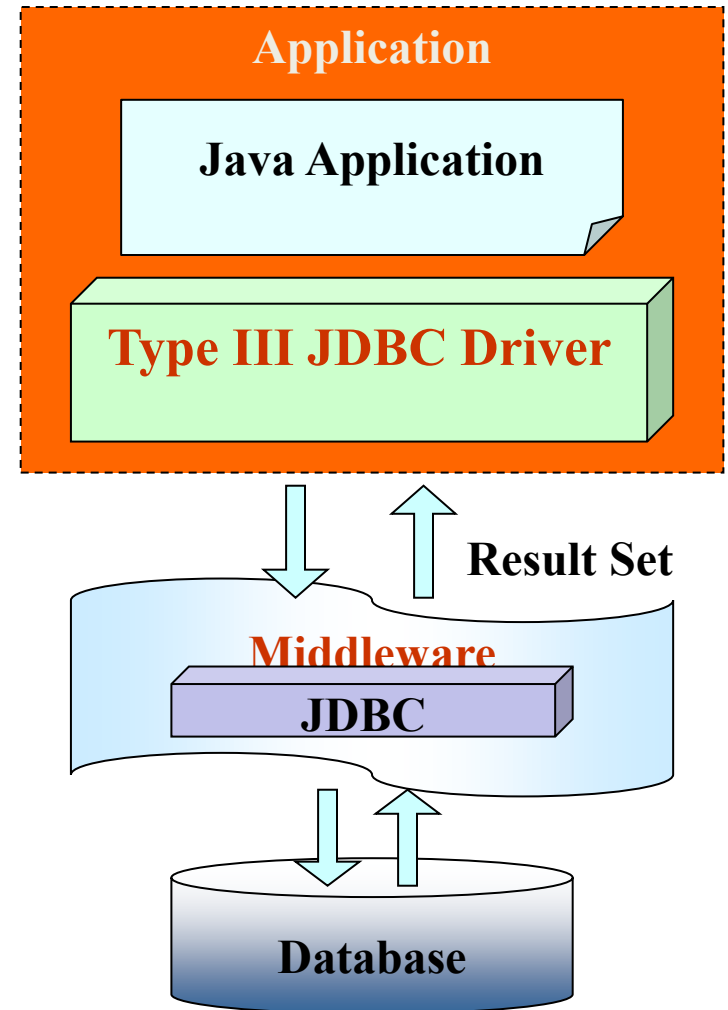 Application
Java Application
Type III JDBC Driver
Result Set
Middleware
JDBC
Database